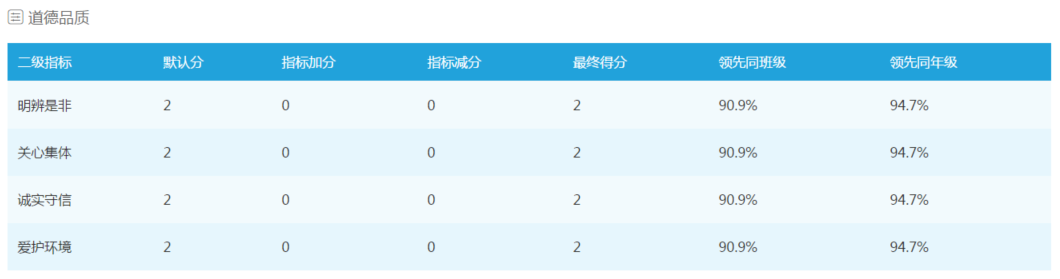 道德品质
二级指标 默认分 指标加分 指标减分 最终得分 领先同班级 领先同年级
明辨是非 2 0 0 2 90.9% 94.7%
关心集体 2 0 0 2 90.9% 94.7%
诚实守信 2 0 0 2 90.9% 94.7%
爱护环境 2 0 0 2 90.9% 94.7%